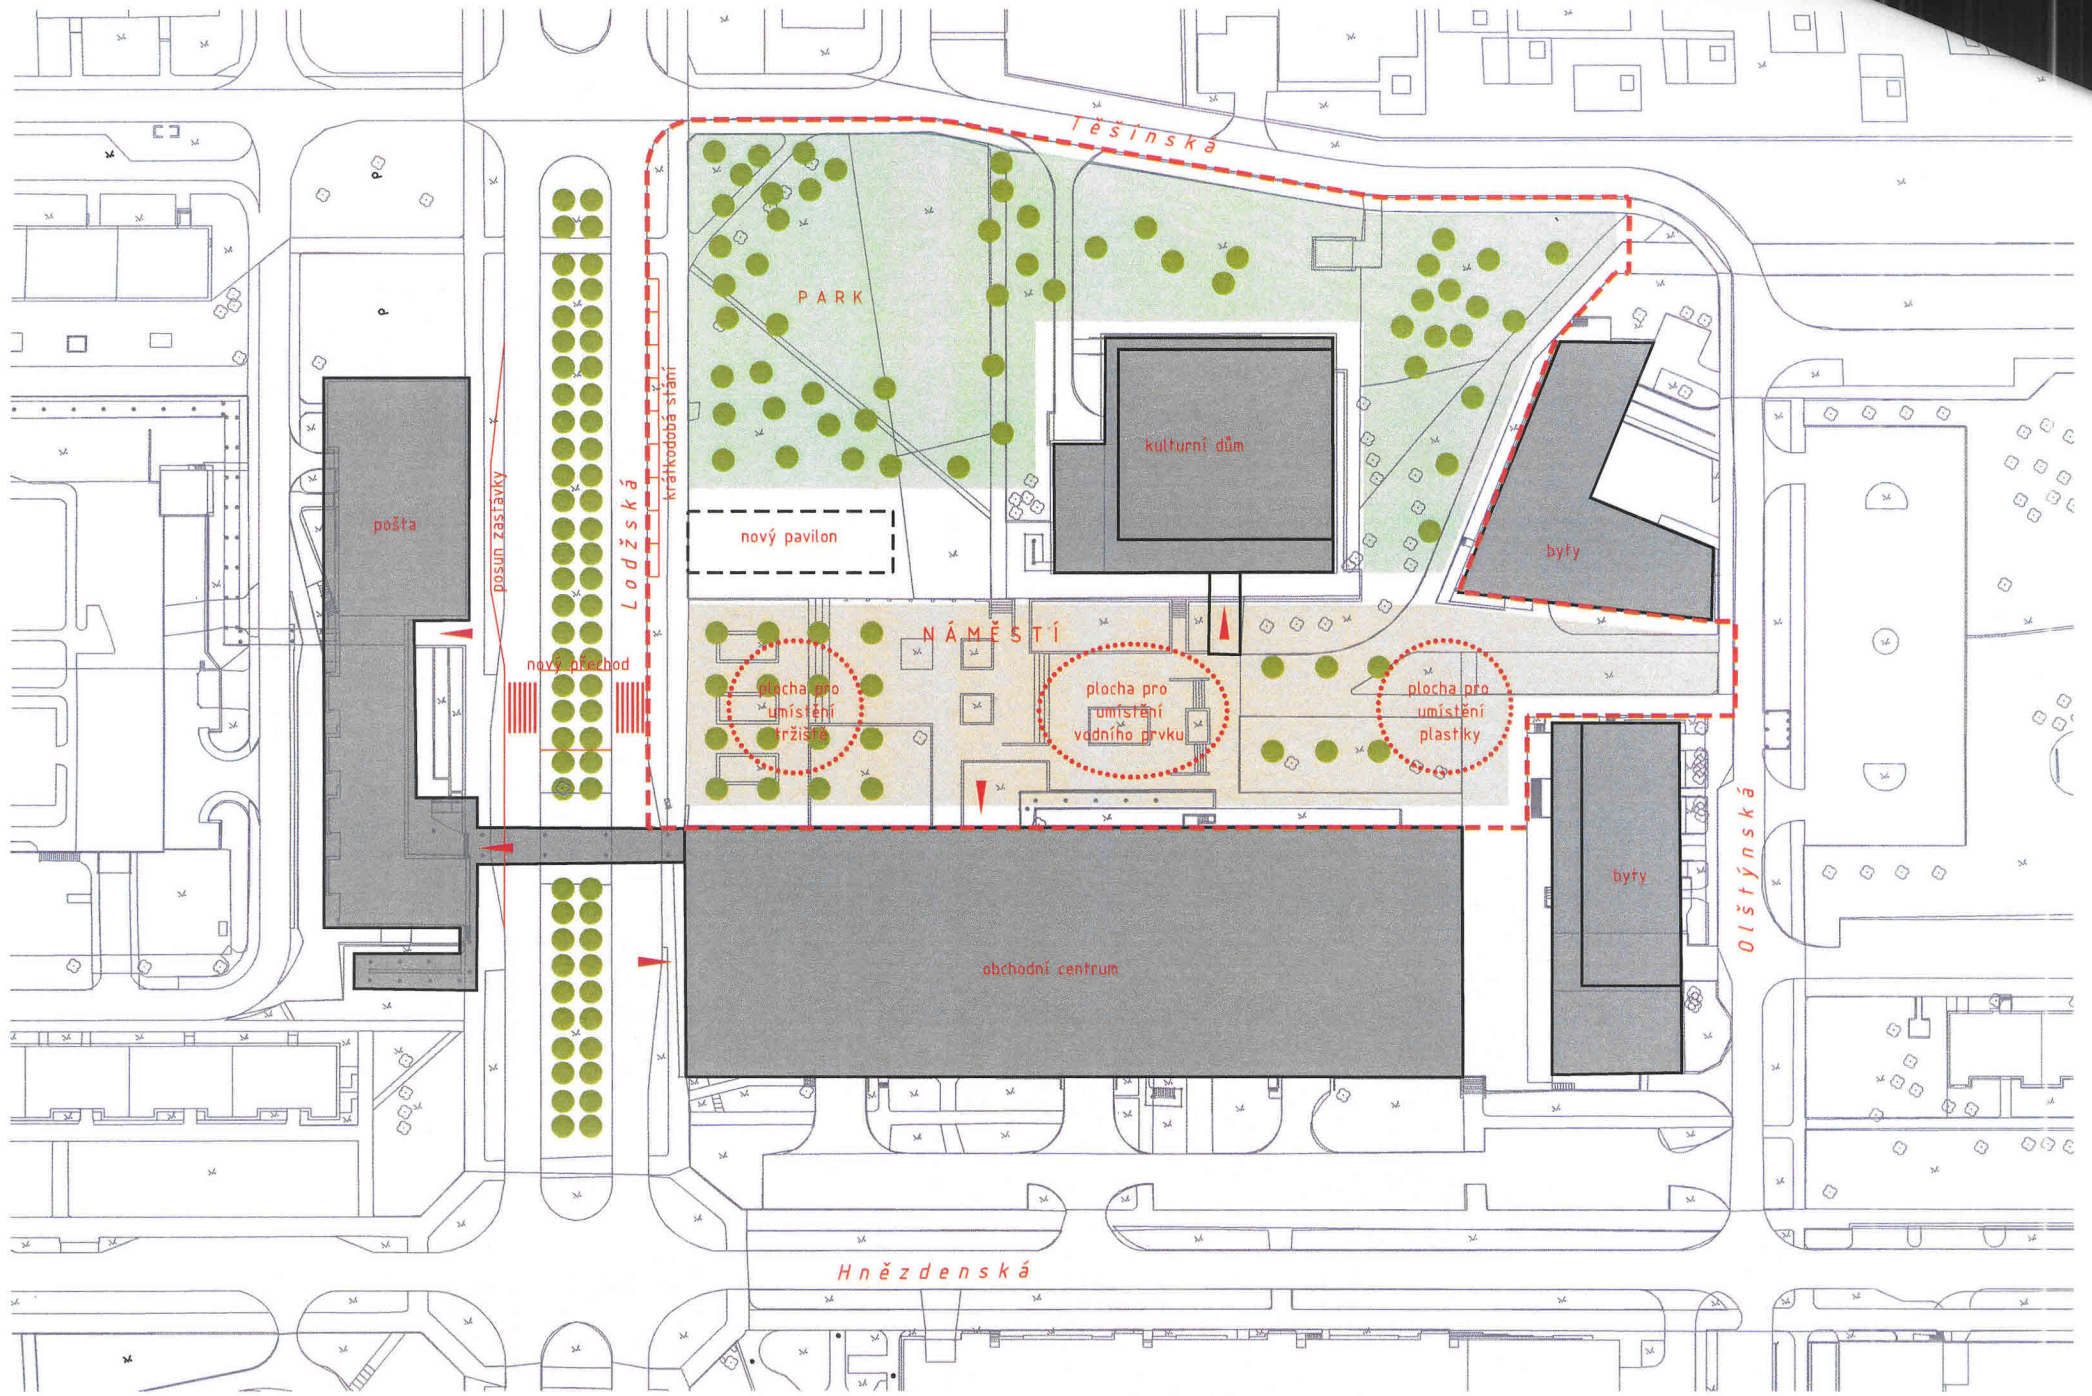 Těšínská
P
P
PARK
krátkodobá stání
kulturní dům
posun zastávky
Lodžská
pošta
nový pavilon
byty
NÁMĚSTÍ
nový přechod
plocha pro
umístění
tržiště
plocha pro
umístění
vodního prvku
plocha pro
umístění
plastiky
Olštýnská
byty
obchodní centrum
Hnězdenská